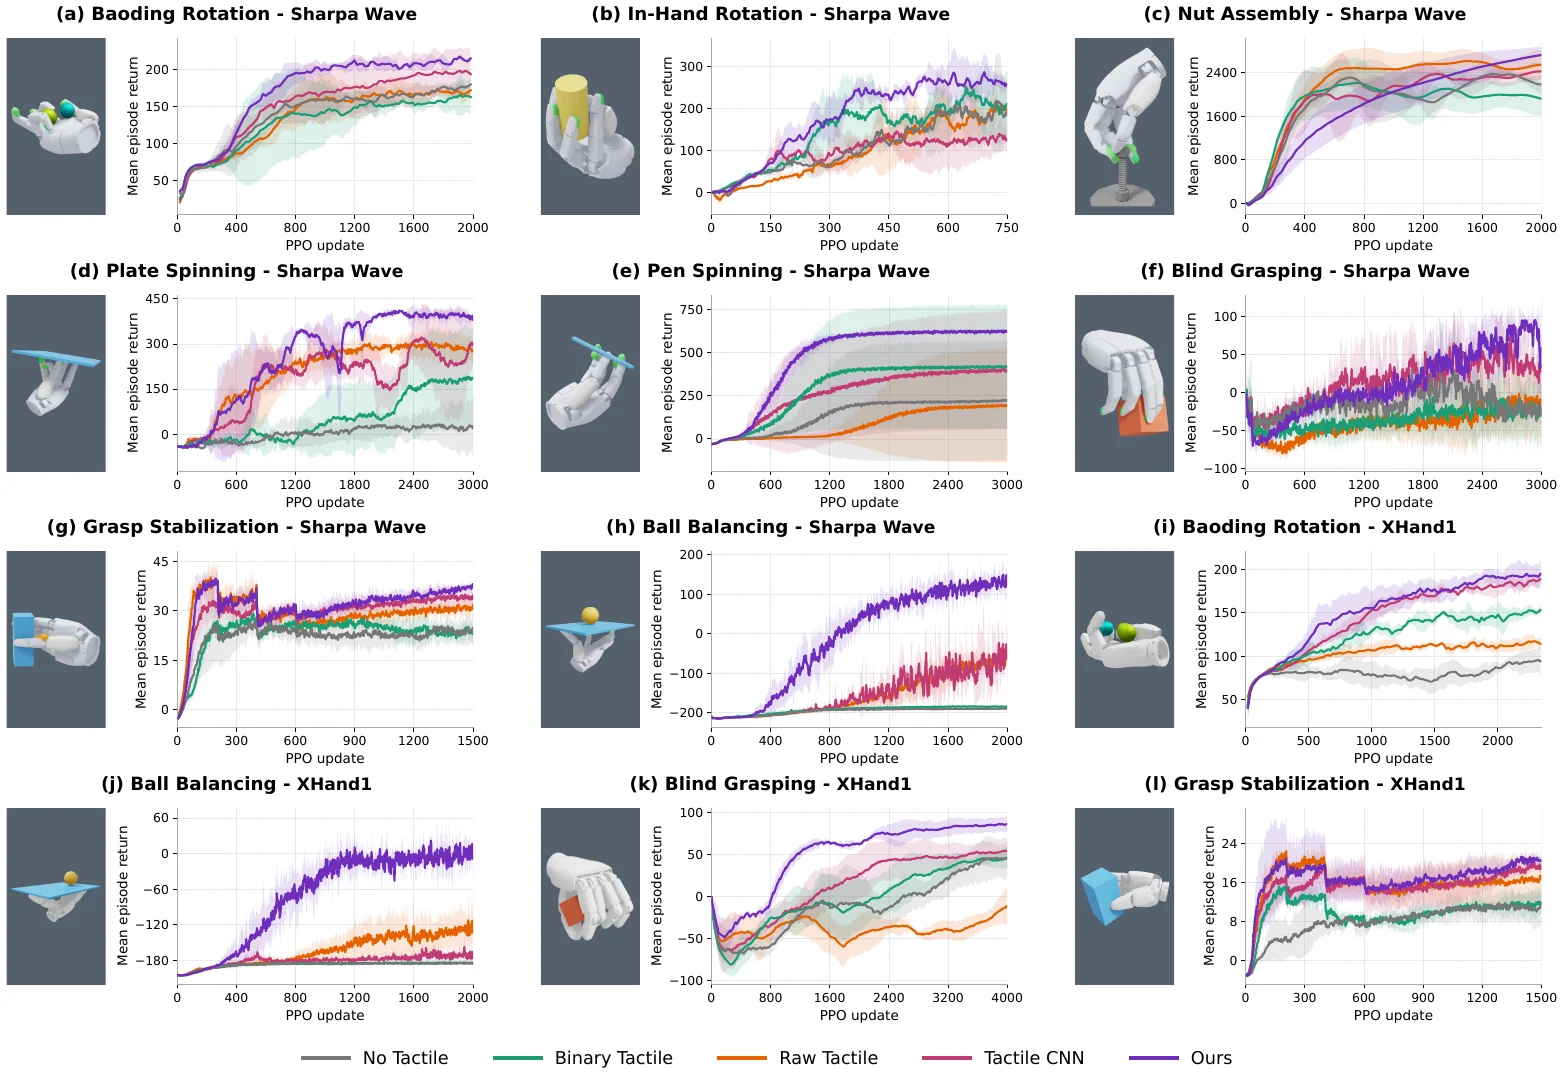 (a) Baoding Rotation - Sharpa Wave
Mean episode return
200
150
100
50
0 400 800 1200 1600 2000
PPO update
(b) In-Hand Rotation - Sharpa Wave
Mean episode return
300
200
100
0
0 150 300 450 600 750
PPO update
(c) Nut Assembly - Sharpa Wave
Mean episode return
2400
1600
800
0
0 400 800 1200 1600 2000
PPO update
(d) Plate Spinning - Sharpa Wave
Mean episode return
450
300
150
0
0 600 1200 1800 2400 3000
PPO update
(e) Pen Spinning - Sharpa Wave
Mean episode return
750
500
250
0
0 600 1200 1800 2400 3000
PPO update
(f) Blind Grasping - Sharpa Wave
Mean episode return
100
50
0
−50
−100
0 600 1200 1800 2400 3000
PPO update
(g) Grasp Stabilization - Sharpa Wave
Mean episode return
45
30
15
0
0 300 600 900 1200 1500
PPO update
(h) Ball Balancing - Sharpa Wave
Mean episode return
200
100
0
−100
−200
0 400 800 1200 1600 2000
PPO update
(i) Baoding Rotation - XHand1
Mean episode return
200
150
100
50
0 500 1000 1500 2000
PPO update
(j) Ball Balancing - XHand1
Mean episode return
60
0
−60
−120
−180
0 400 800 1200 1600 2000
PPO update
(k) Blind Grasping - XHand1
Mean episode return
100
50
0
−50
−100
0 800 1600 2400 3200 4000
PPO update
(l) Grasp Stabilization - XHand1
Mean episode return
24
16
8
0
0 300 600 900 1200 1500
PPO update
No Tactile Binary Tactile Raw Tactile Tactile CNN Ours